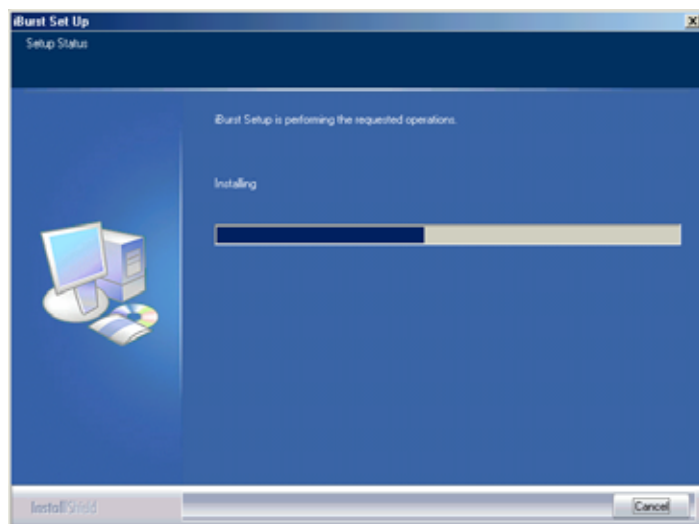 iBurst Set Up
Setup Status
iBurst Setup is performing the requested operations.
Installing
InstallShield
Cancel